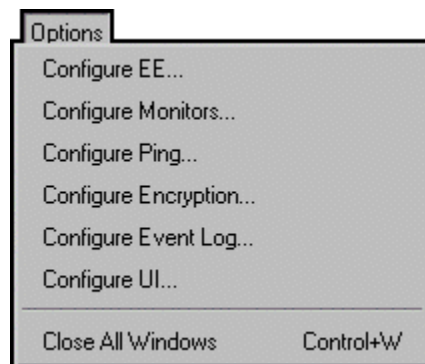 Options
Configure EE...
Configure Monitors...
Configure Ping...
Configure Encryption...
Configure Event Log...
Configure UI...
Close All Windows Control+W